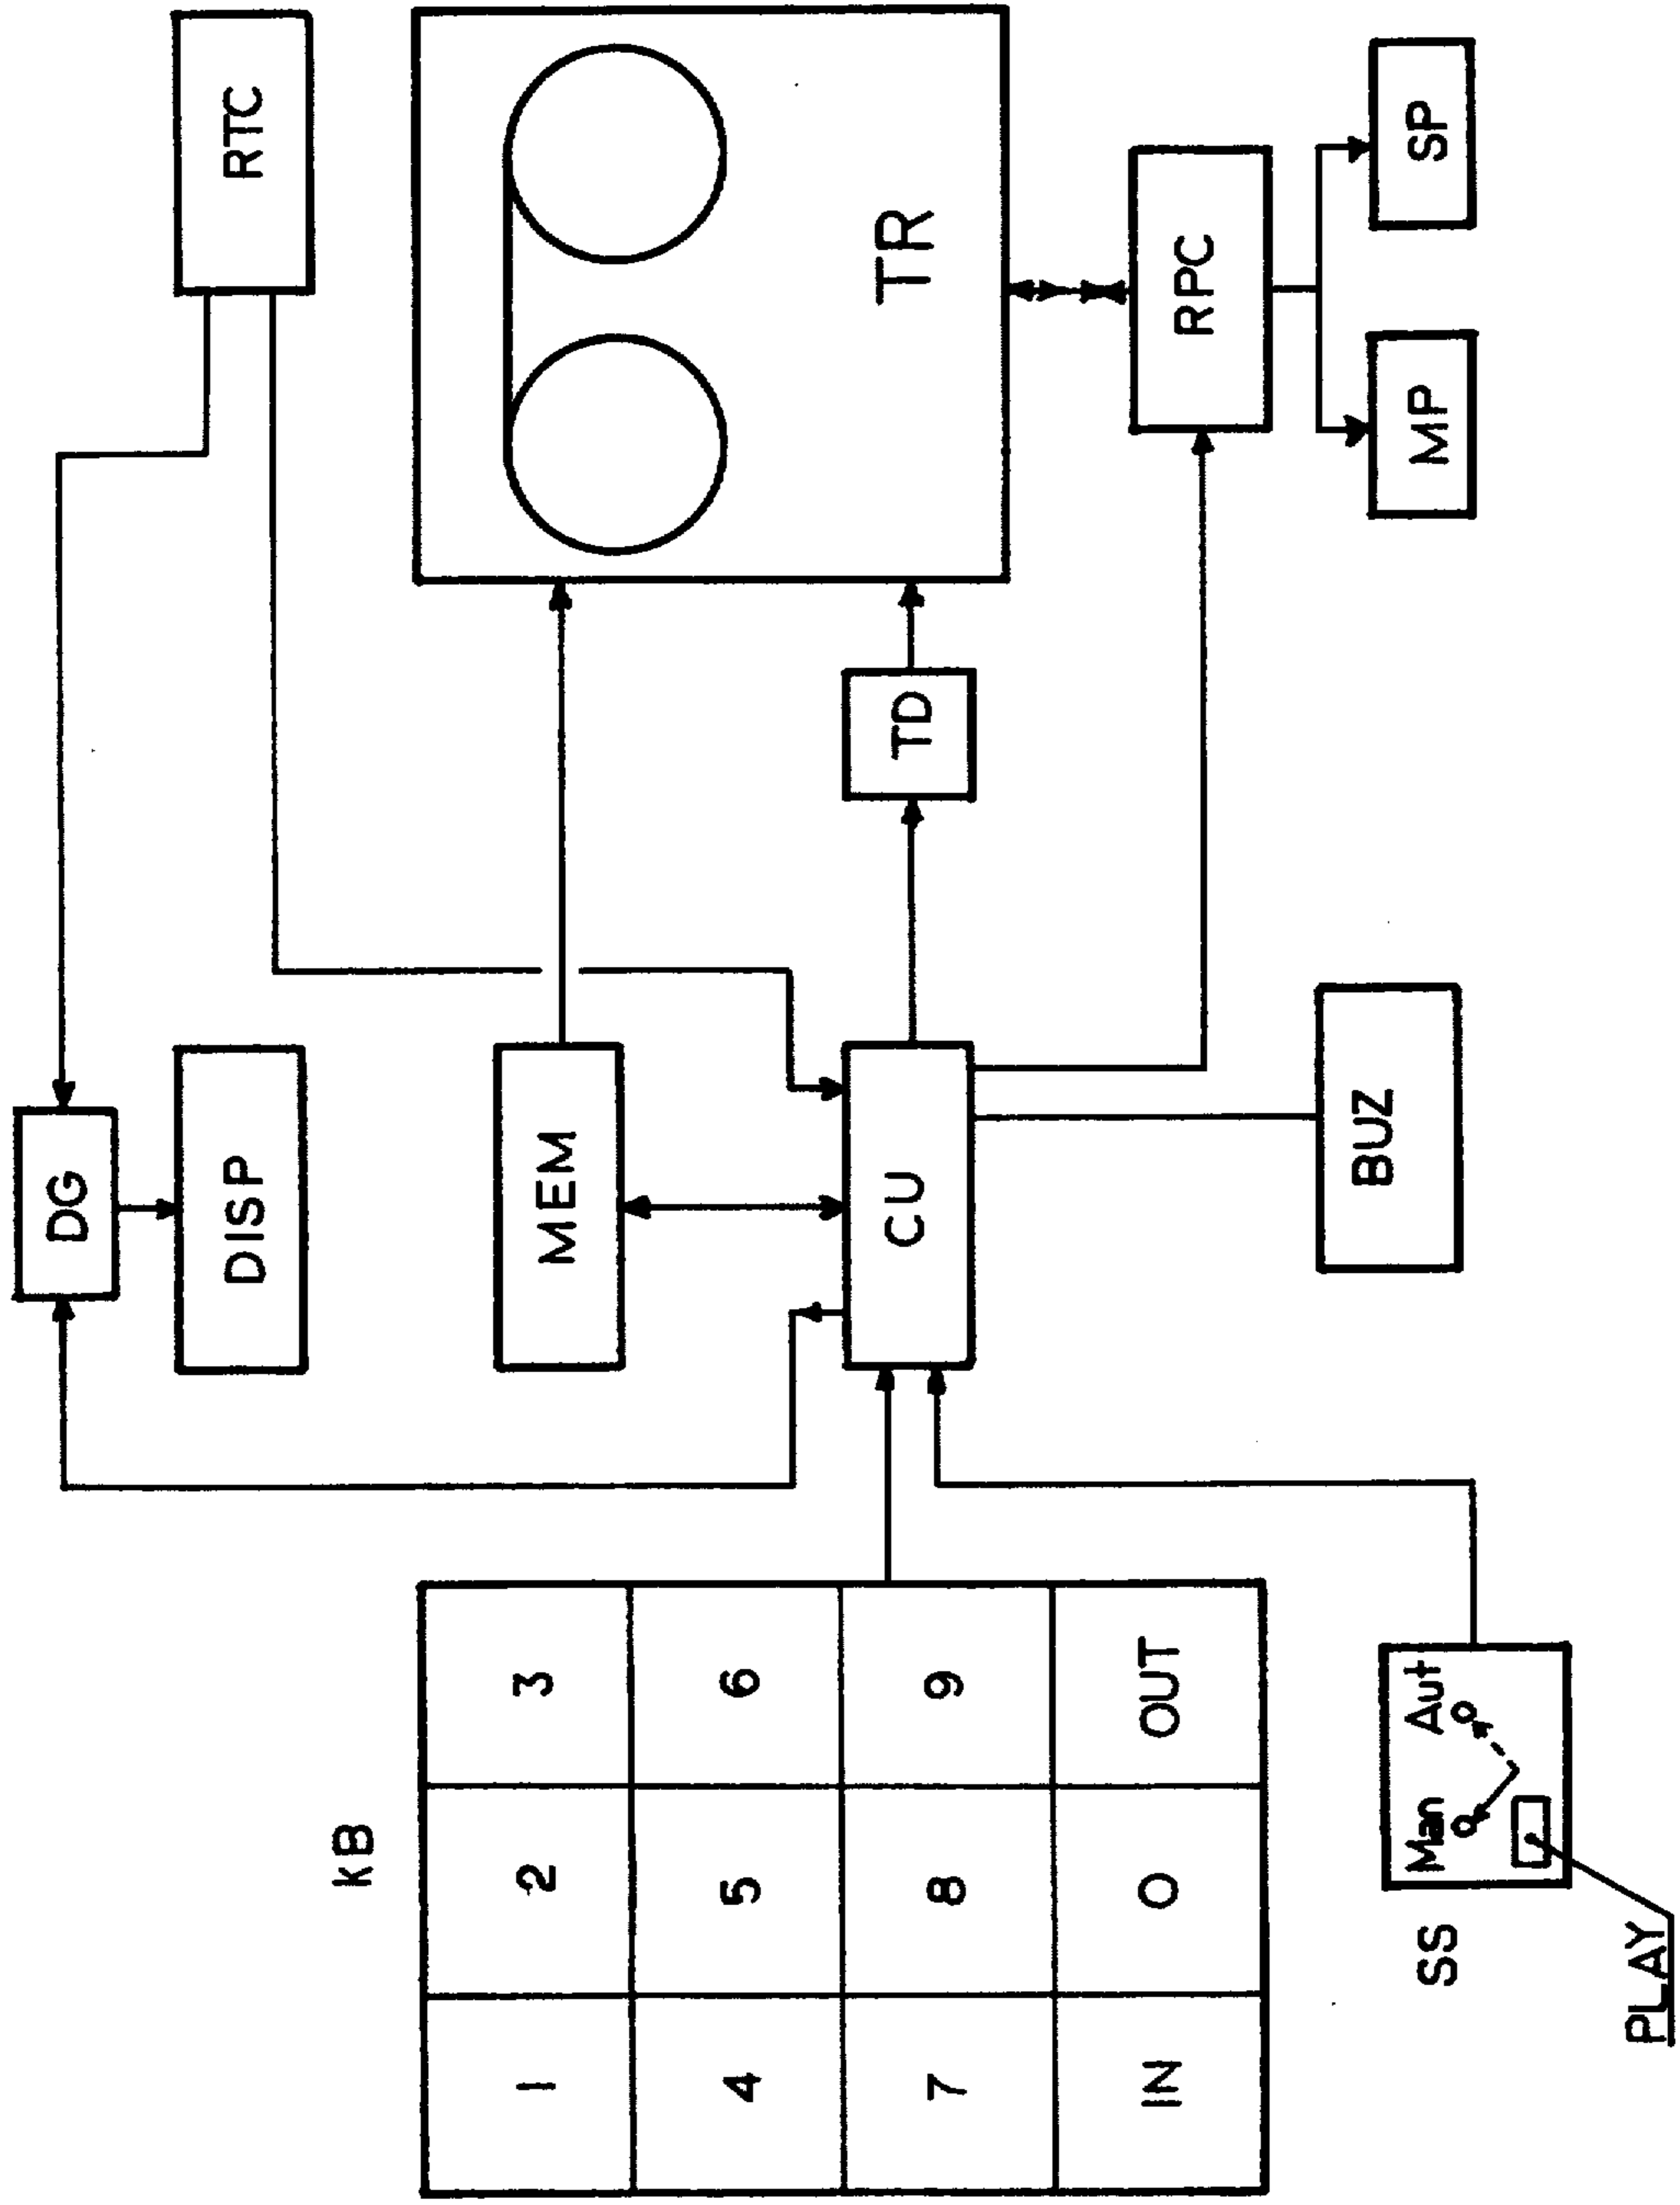 DG
RTC
DISP
kB
1 2 3
4 5 6
7 8 9
IN 0 OUT
MEM
TR
CU
TD
RPC
SS
Man Aut
PLAY
BUZ
MP
SP